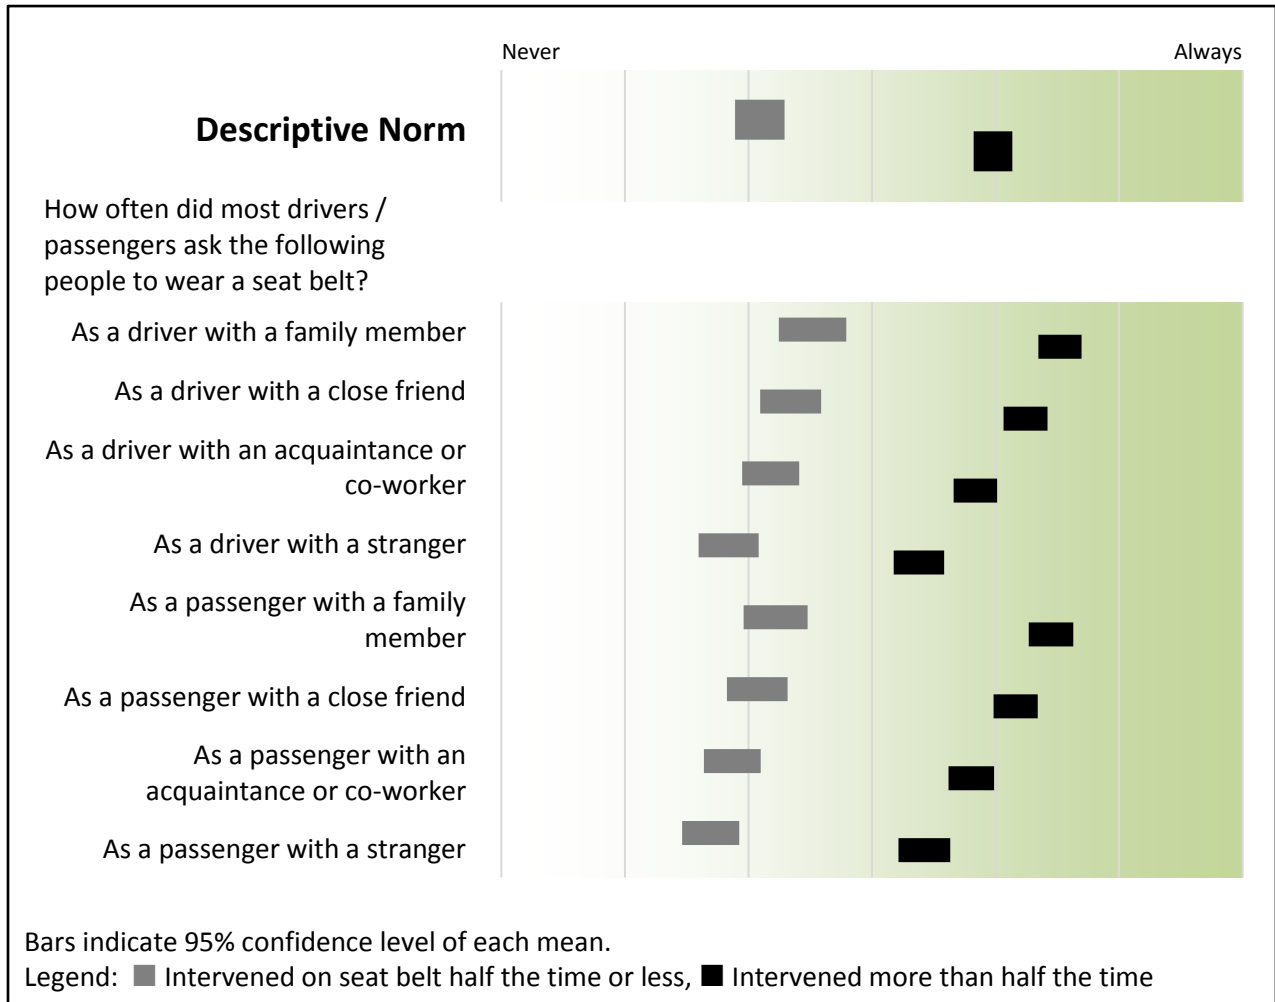 Never Always
Descriptive Norm
How often did most drivers /
passengers ask the following
people to wear a seat belt?
As a driver with a family member
As a driver with a close friend
As a driver with an acquaintance or
co-worker
As a driver with a stranger
As a passenger with a family
member
As a passenger with a close friend
As a passenger with an
acquaintance or co-worker
As a passenger with a stranger
Bars indicate 95% confidence level of each mean.
Legend: Intervened on seat belt half the time or less, Intervened more than half the time